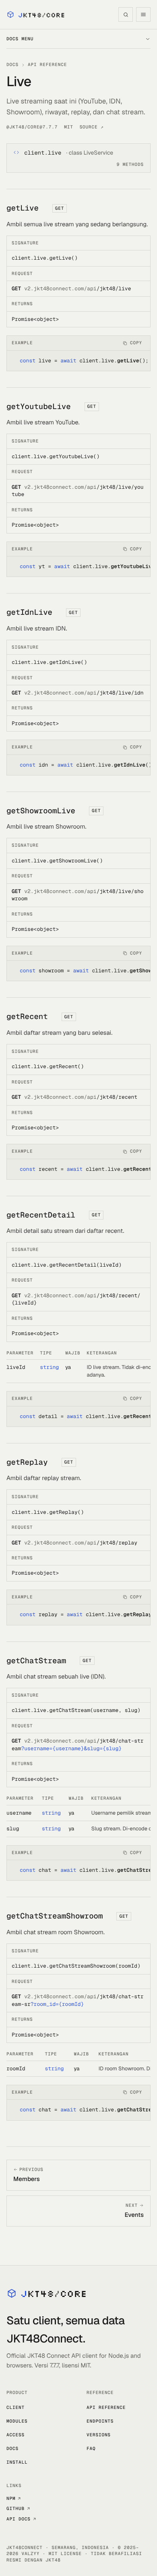 JKT48/CORE
DOCS MENU
DOCS › API REFERENCE
Live
Live streaming saat ini (YouTube, IDN,
Showroom), riwayat, replay, dan chat stream.
@JKT48/CORE@7.7.7 MIT SOURCE ↗
client.live · class LiveService
9 METHODS
getLive GET
Ambil semua live stream yang sedang berlangsung.
SIGNATURE
client.live.getLive()
REQUEST
GET v2.jkt48connect.com/api/jkt48/live
RETURNS
Promise<object>
EXAMPLE COPY
const live = await client.live.getLive();
getYoutubeLive GET
Ambil live stream YouTube.
SIGNATURE
client.live.getYoutubeLive()
REQUEST
GET v2.jkt48connect.com/api/jkt48/live/you
tube
RETURNS
Promise<object>
EXAMPLE COPY
const yt = await client.live.getYoutubeLi
getIdnLive GET
Ambil live stream IDN.
SIGNATURE
client.live.getIdnLive()
REQUEST
GET v2.jkt48connect.com/api/jkt48/live/idn
RETURNS
Promise<object>
EXAMPLE COPY
const idn = await client.live.getIdnLive(
getShowroomLive GET
Ambil live stream Showroom.
SIGNATURE
client.live.getShowroomLive()
REQUEST
GET v2.jkt48connect.com/api/jkt48/live/sho
wroom
RETURNS
Promise<object>
EXAMPLE COPY
const showroom = await client.live.getShow
getRecent GET
Ambil daftar stream yang baru selesai.
SIGNATURE
client.live.getRecent()
REQUEST
GET v2.jkt48connect.com/api/jkt48/recent
RETURNS
Promise<object>
EXAMPLE COPY
const recent = await client.live.getRecent
getRecentDetail GET
Ambil detail satu stream dari daftar recent.
SIGNATURE
client.live.getRecentDetail(liveId)
REQUEST
GET v2.jkt48connect.com/api/jkt48/recent/
{liveId}
RETURNS
Promise<object>
PARAMETER TIPE WAJIB KETERANGAN
liveId string ya ID live stream. Tidak di-enc
adanya.
EXAMPLE COPY
const detail = await client.live.getRecent
getReplay GET
Ambil daftar replay stream.
SIGNATURE
client.live.getReplay()
REQUEST
GET v2.jkt48connect.com/api/jkt48/replay
RETURNS
Promise<object>
EXAMPLE COPY
const replay = await client.live.getReplay
getChatStream GET
Ambil chat stream sebuah live (IDN).
SIGNATURE
client.live.getChatStream(username, slug)
REQUEST
GET v2.jkt48connect.com/api/jkt48/chat-str
eam?username={username}&slug={slug}
RETURNS
Promise<object>
PARAMETER TIPE WAJIB KETERANGAN
username string ya Username pemilik stream
slug string ya Slug stream. Di-encode
EXAMPLE COPY
const chat = await client.live.getChatStre
getChatStreamShowroom GET
Ambil chat stream room Showroom.
SIGNATURE
client.live.getChatStreamShowroom(roomId)
REQUEST
GET v2.jkt48connect.com/api/jkt48/chat-str
eam-sr?room_id={roomId}
RETURNS
Promise<object>
PARAMETER TIPE WAJIB KETERANGAN
roomId string ya ID room Showroom. D
EXAMPLE COPY
const chat = await client.live.getChatStre
← PREVIOUS
Members
NEXT →
Events
JKT48/CORE
Satu client, semua data
JKT48Connect.
Official JKT48 Connect API client for Node.js and
browsers. Versi 7.7.7, lisensi MIT.
PRODUCT REFERENCE
CLIENT API REFERENCE
MODULES ENDPOINTS
ACCESS VERSIONS
DOCS FAQ
INSTALL
LINKS
NPM ↗
GITHUB ↗
API DOCS ↗
JKT48CONNECT · SEMARANG, INDONESIA · © 2025-
2026 VALZYY · MIT LICENSE · TIDAK BERAFILIASI
RESMI DENGAN JKT48